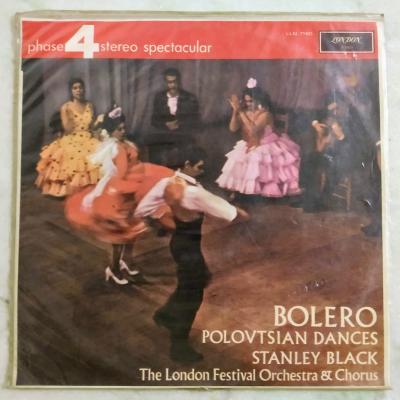 phase 4 stereo spectacular
LONDON
BOLERO
POLOVTSIAN DANCES
STANLEY BLACK
The London Festival Orchestra & Chorus